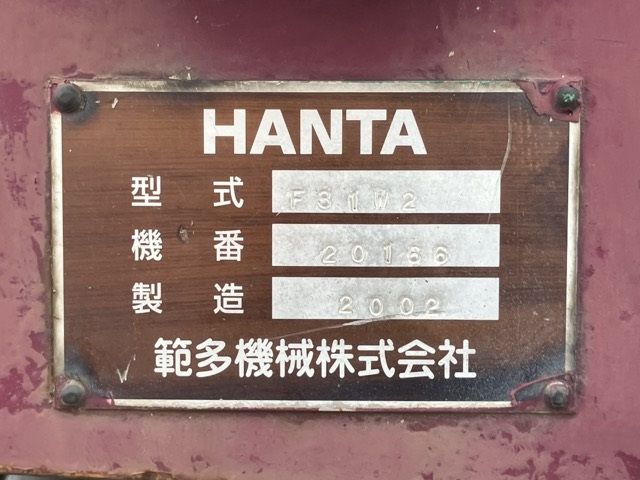 HANTA
型式 F31W2
機番 20166
製造 2002
範多機械株式会社